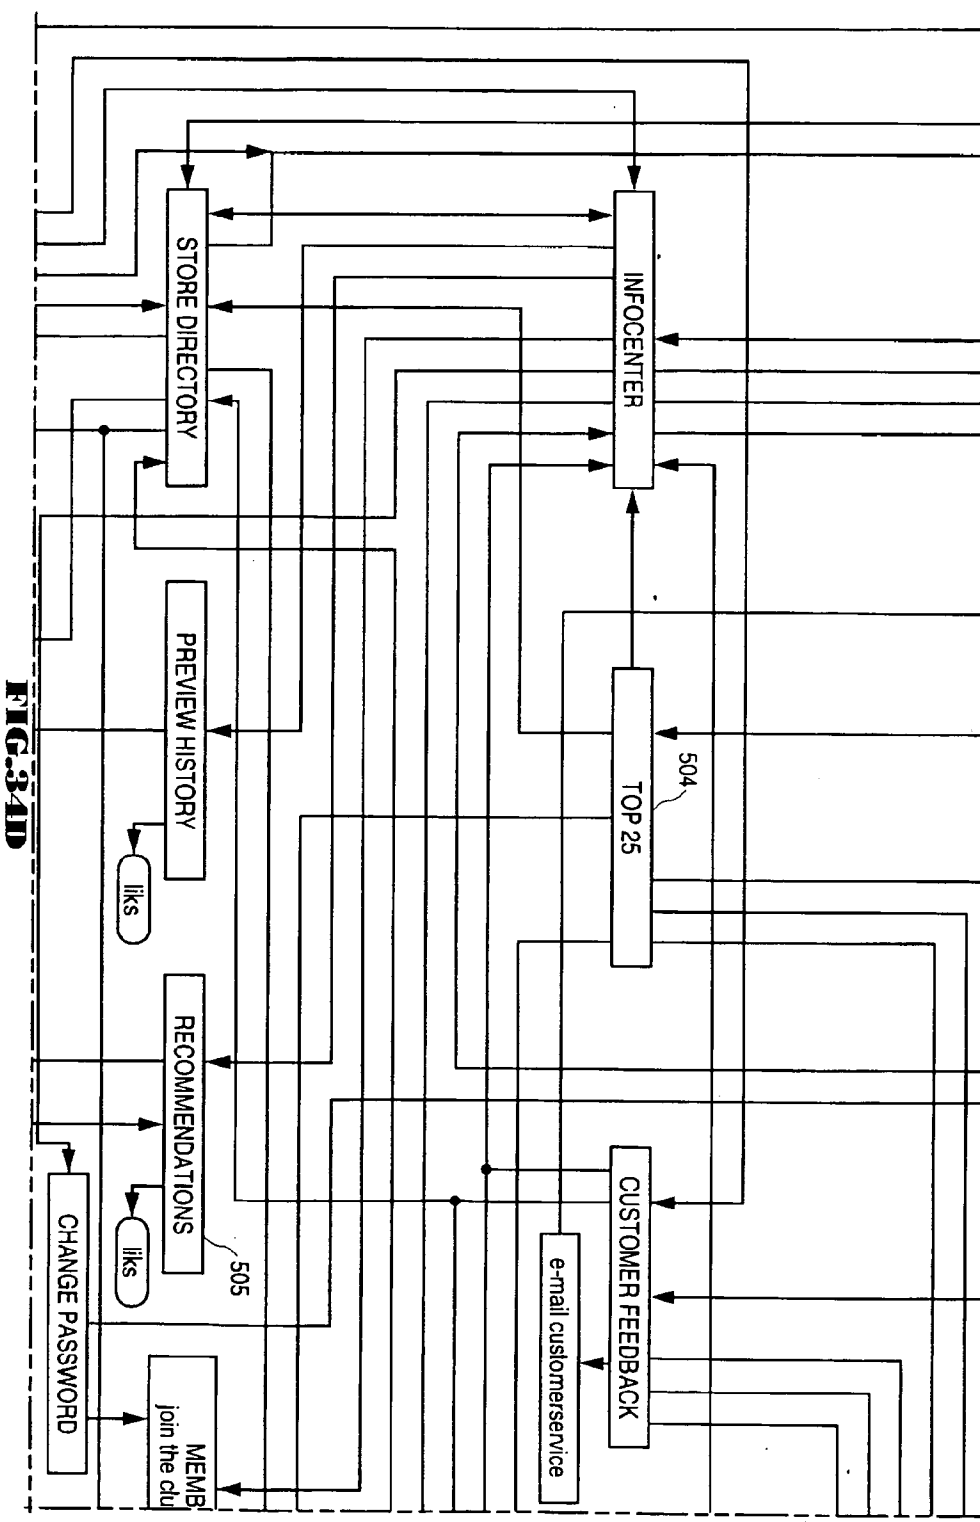 INFOCENTER
504
TOP 25
CUSTOMER FEEDBACK
e-mail customerservice
STORE DIRECTORY
PREVIEW HISTORY
liks
RECOMMENDATIONS
505
liks
MEMB
join the clu
CHANGE PASSWORD
FIG.34D